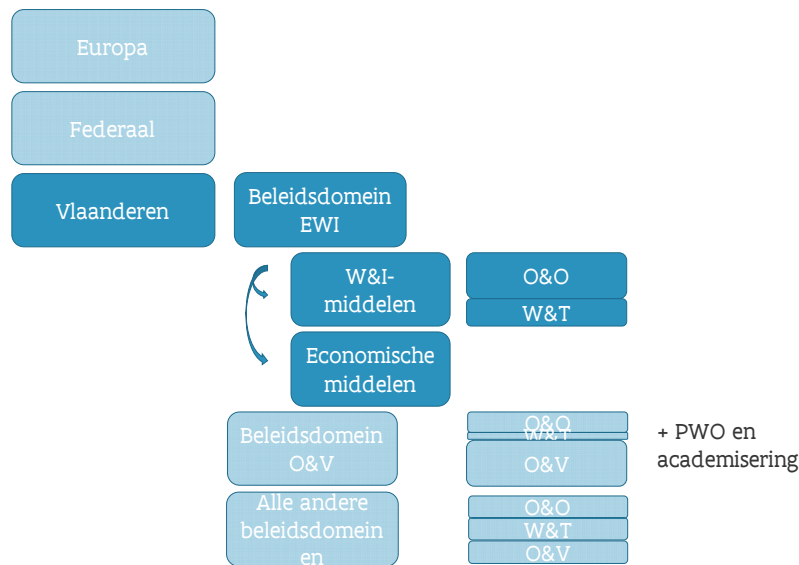 Europa
Federaal
Vlaanderen
Beleidsdomein
EWI
W&I-
middelen
O&O
W&T
Economische
middelen
Beleidsdomein
O&V
O&O
W&T
O&V
+ PWO en
academisering
Alle andere
beleidsdomein
en
O&O
W&T
O&V